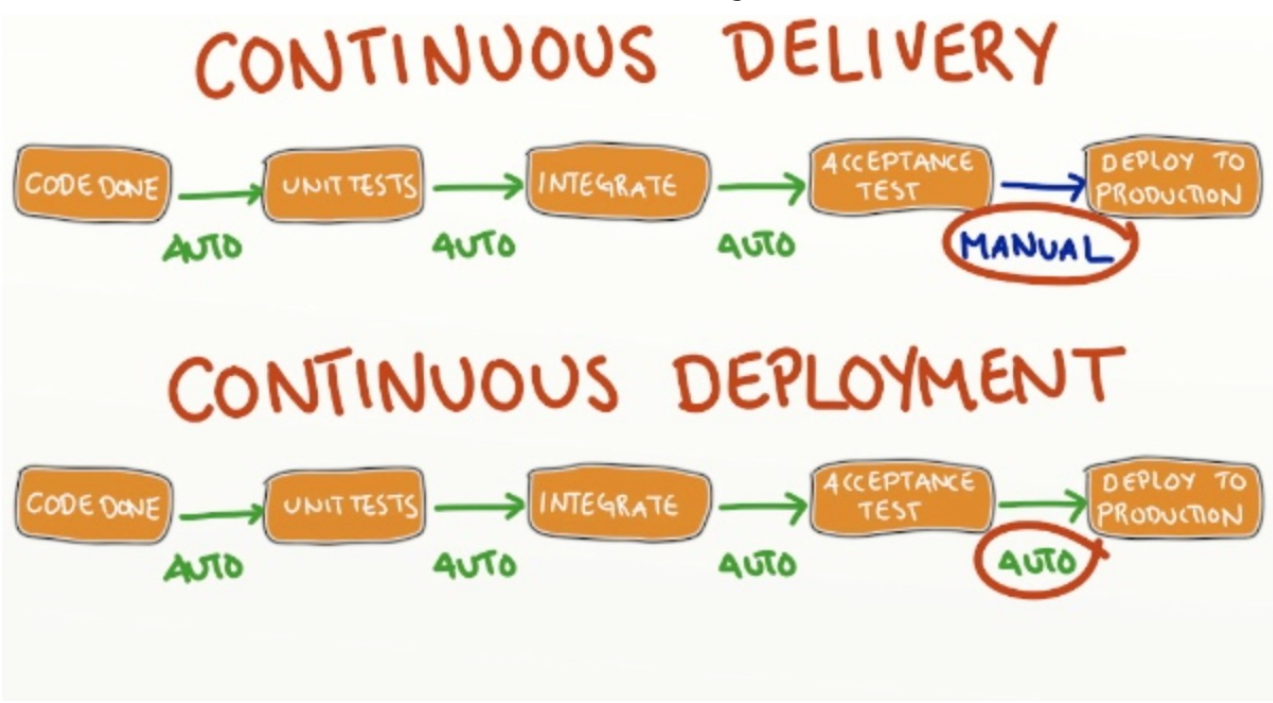 CONTINUOUS DELIVERY
CODE DONE
UNIT TESTS
INTEGRATE
ACCEPTANCE
TEST
DEPLOY TO
PRODUCTION
AUTO
AUTO
AUTO
MANUAL
CONTINUOUS DEPLOYMENT
CODE DONE
UNIT TESTS
INTEGRATE
ACCEPTANCE
TEST
DEPLOY TO
PRODUCTION
AUTO
AUTO
AUTO
AUTO